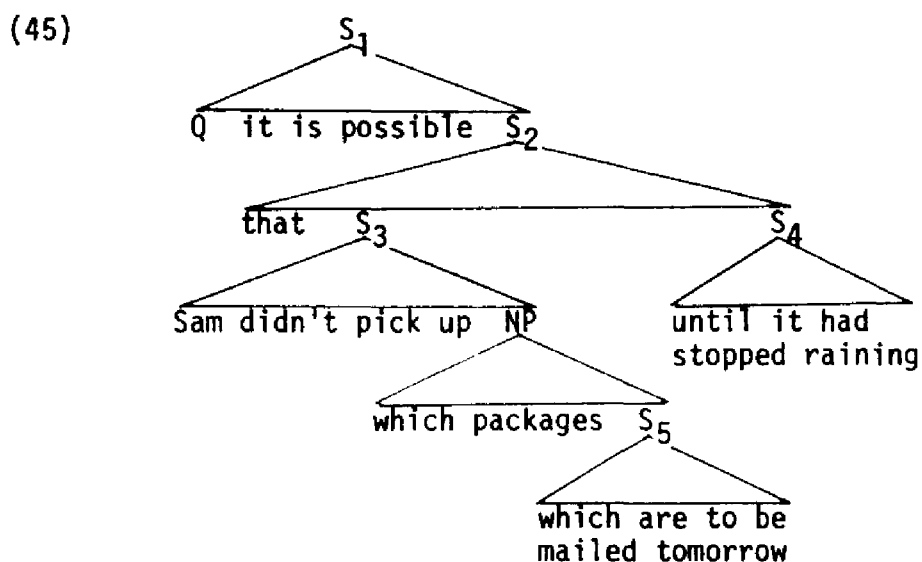 (45)
S1
Q it is possible S2
that S3 S4
Sam didn't pick up NP until it had
stopped raining
which packages S5
which are to be
mailed tomorrow